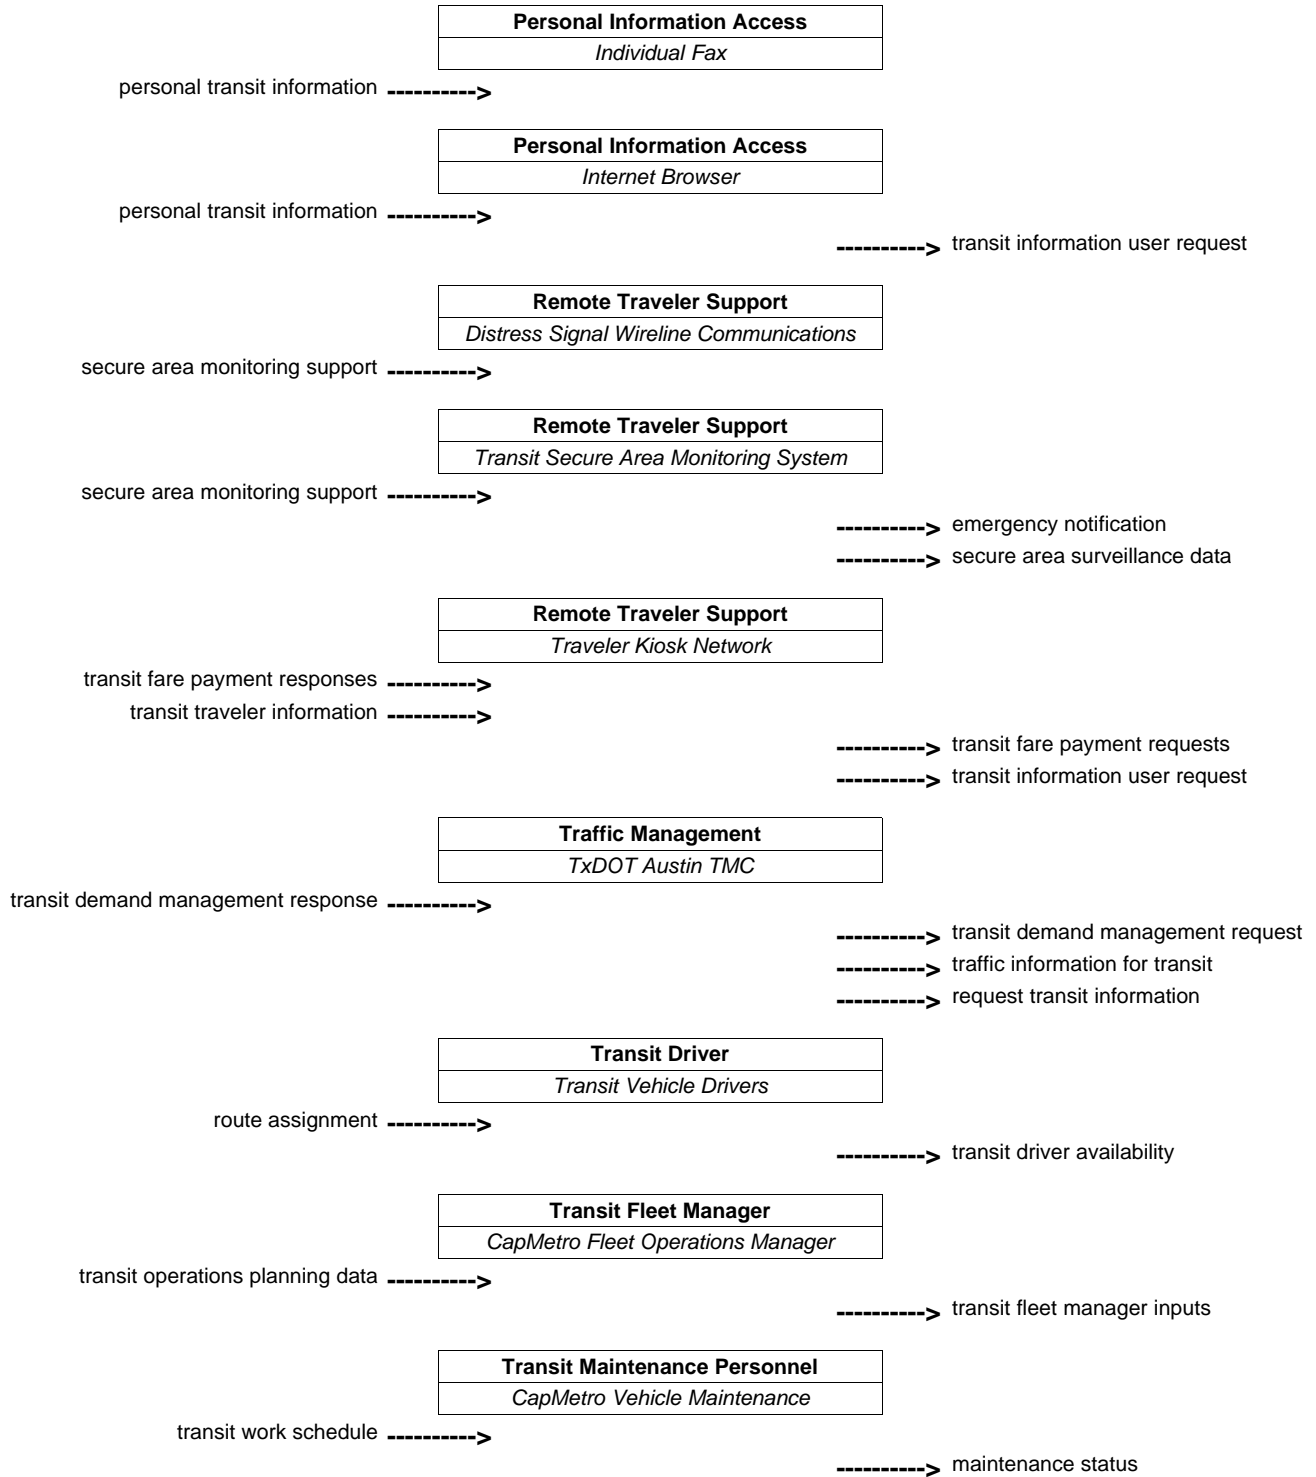 Personal Information Access
Individual Fax
personal transit information ---------->
Personal Information Access
Internet Browser
personal transit information ---------->
----------> transit information user request
Remote Traveler Support
Distress Signal Wireline Communications
secure area monitoring support ---------->
Remote Traveler Support
Transit Secure Area Monitoring System
secure area monitoring support ---------->
----------> emergency notification
----------> secure area surveillance data
Remote Traveler Support
Traveler Kiosk Network
transit fare payment responses ---------->
transit traveler information ---------->
----------> transit fare payment requests
----------> transit information user request
Traffic Management
TxDOT Austin TMC
transit demand management response ---------->
----------> transit demand management request
----------> traffic information for transit
----------> request transit information
Transit Driver
Transit Vehicle Drivers
route assignment ---------->
----------> transit driver availability
Transit Fleet Manager
CapMetro Fleet Operations Manager
transit operations planning data ---------->
----------> transit fleet manager inputs
Transit Maintenance Personnel
CapMetro Vehicle Maintenance
transit work schedule ---------->
----------> maintenance status